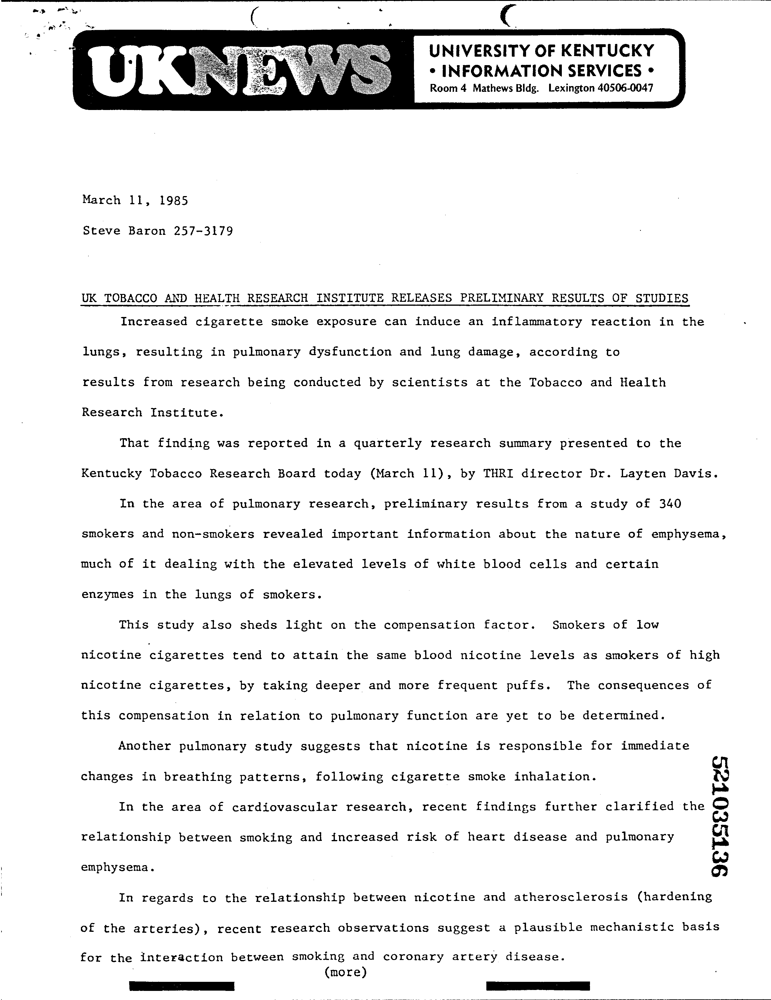 UKNEWS
UNIVERSITY OF KENTUCKY
• INFORMATION SERVICES •
Room 4 Mathews Bldg. Lexington 40506-0047
March 11, 1985
Steve Baron 257-3179
UK TOBACCO AND HEALTH RESEARCH INSTITUTE RELEASES PRELIMINARY RESULTS OF STUDIES
Increased cigarette smoke exposure can induce an inflammatory reaction in the
lungs, resulting in pulmonary dysfunction and lung damage, according to
results from research being conducted by scientists at the Tobacco and Health
Research Institute.
That finding was reported in a quarterly research summary presented to the
Kentucky Tobacco Research Board today (March 11), by THRI director Dr. Layten Davis.
In the area of pulmonary research, preliminary results from a study of 340
smokers and non-smokers revealed important information about the nature of emphysema,
much of it dealing with the elevated levels of white blood cells and certain
enzymes in the lungs of smokers.
This study also sheds light on the compensation factor. Smokers of low
nicotine cigarettes tend to attain the same blood nicotine levels as smokers of high
nicotine cigarettes, by taking deeper and more frequent puffs. The consequences of
this compensation in relation to pulmonary function are yet to be determined.
Another pulmonary study suggests that nicotine is responsible for immediate
changes in breathing patterns, following cigarette smoke inhalation.
In the area of cardiovascular research, recent findings further clarified the
relationship between smoking and increased risk of heart disease and pulmonary
emphysema.
In regards to the relationship between nicotine and atherosclerosis (hardening
of the arteries), recent research observations suggest a plausible mechanistic basis
for the interaction between smoking and coronary artery disease.
(more)
521035136